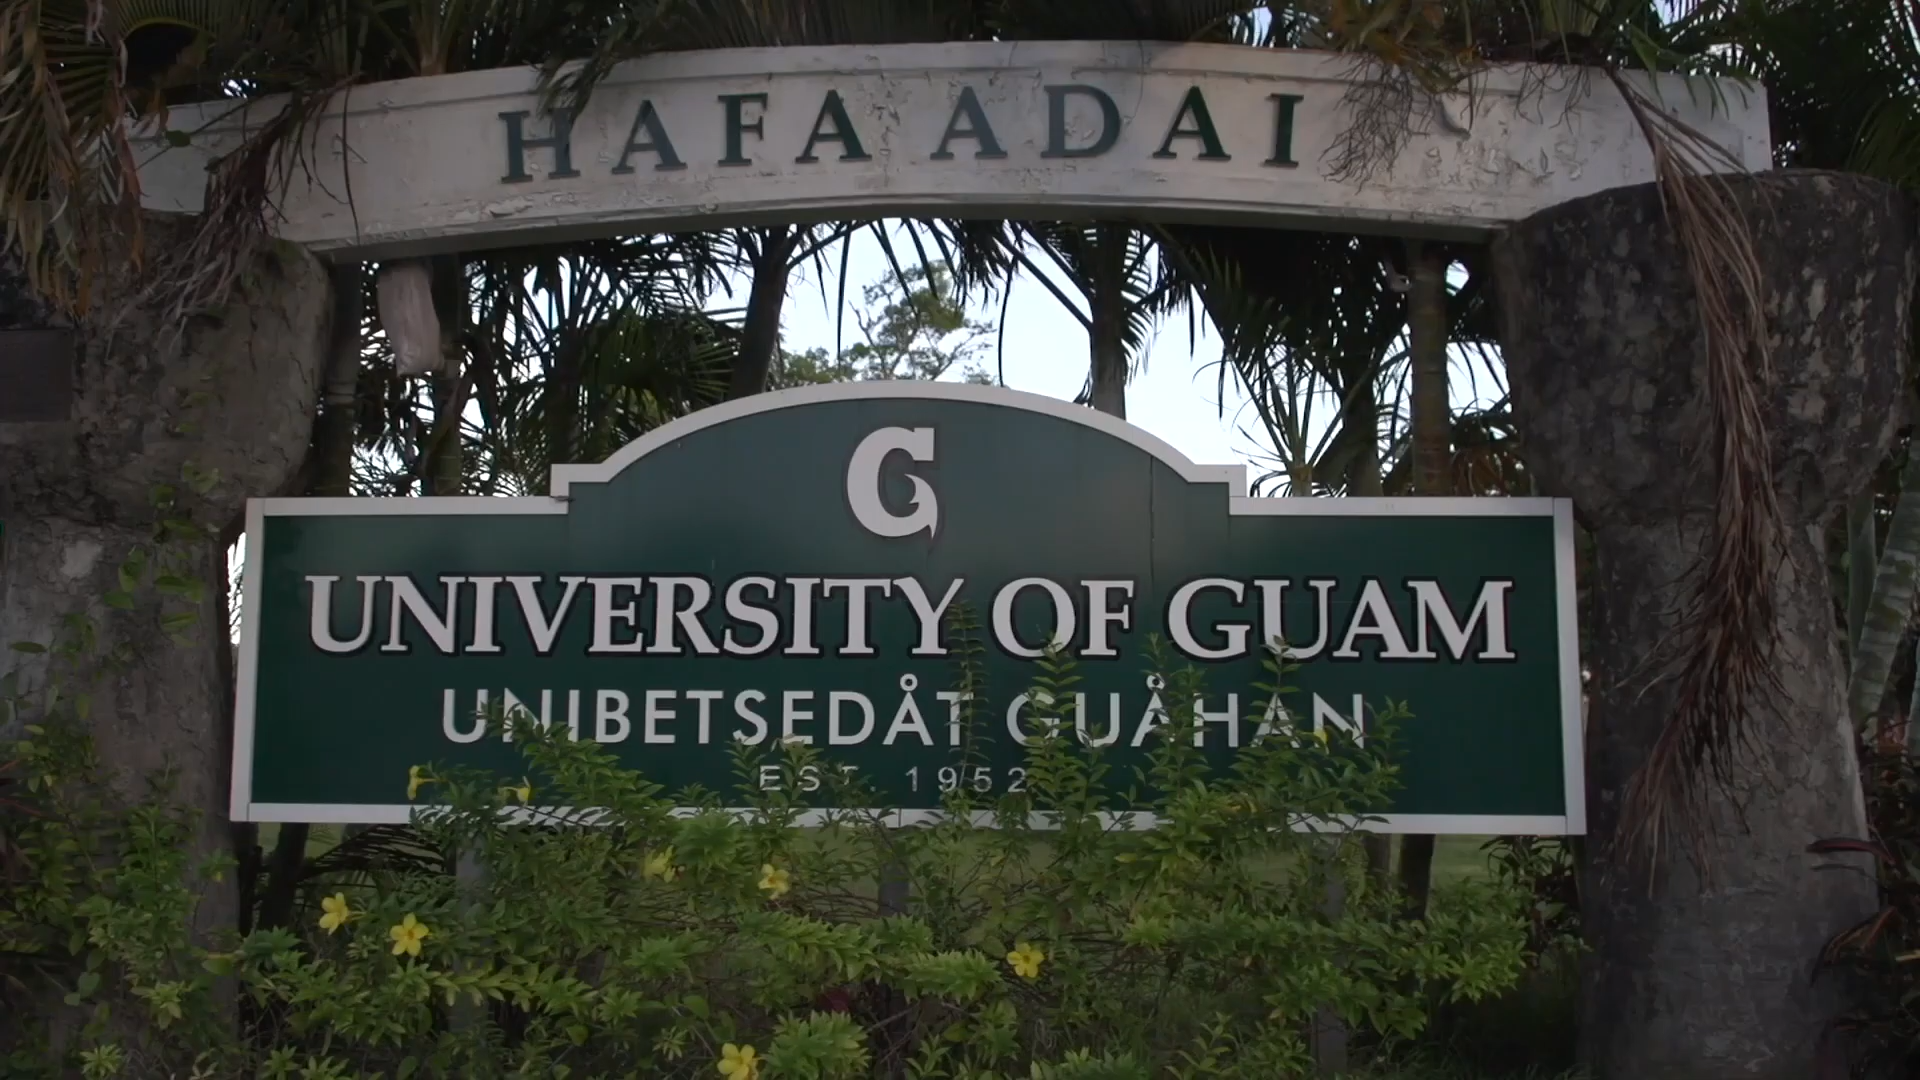 HAFA ADAI
G
UNIVERSITY OF GUAM
UNIBETSEDÅT GUÅHAN
EST. 1952